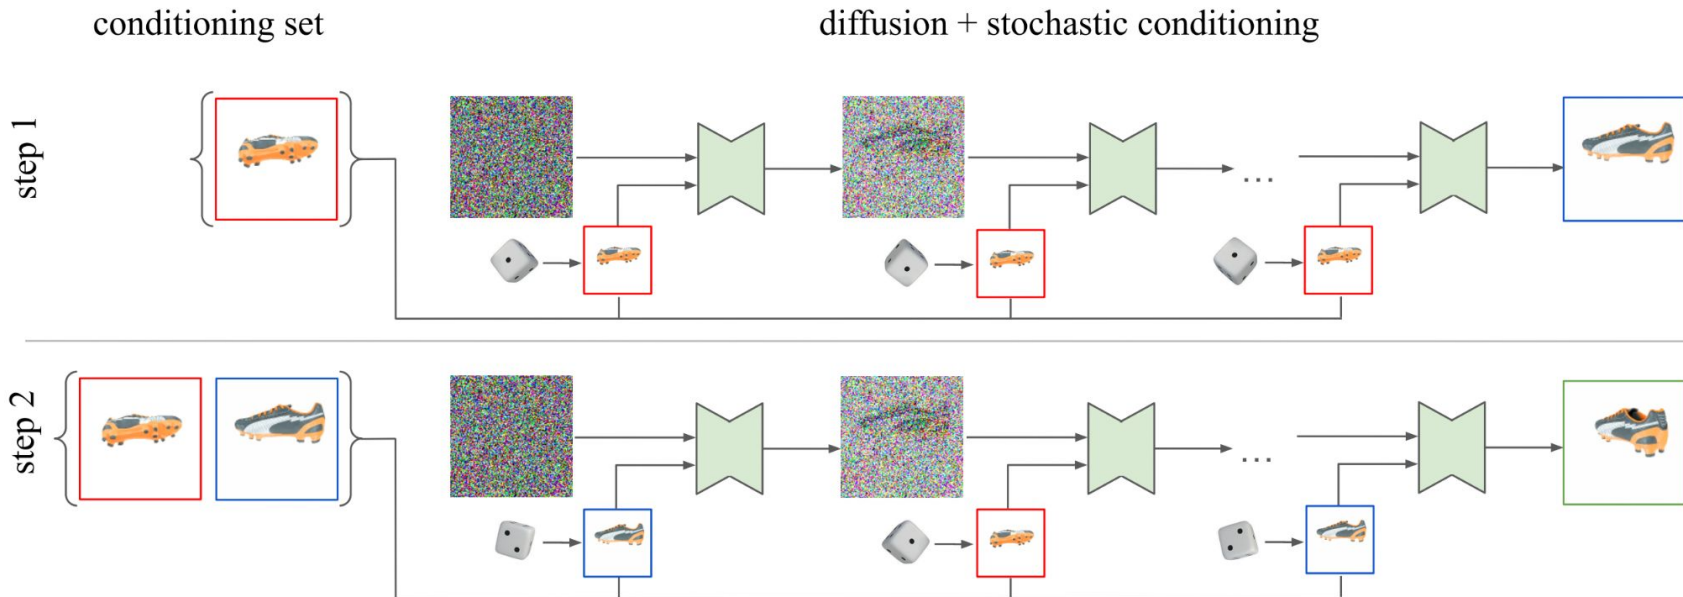 conditioning set
diffusion + stochastic conditioning
step 1
...
step 2
...